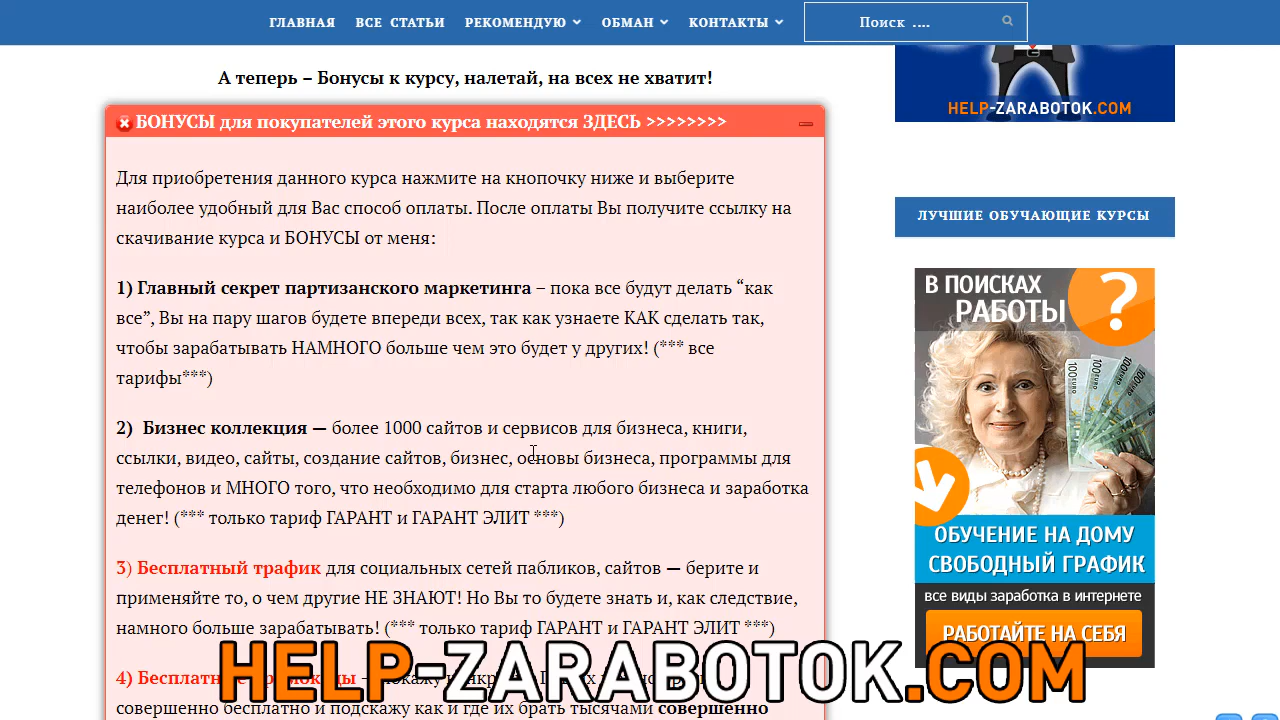 ГЛАВНАЯ ВСЕ СТАТЬИ РЕКОМЕНДУЮ ОБМАН КОНТАКТЫ Поиск ....
А теперь – Бонусы к курсу, налетай, на всех не хватит!
БОНУСЫ для покупателей этого курса находятся ЗДЕСЬ >>>>>>>>
Для приобретения данного курса нажмите на кнопочку ниже и выберите
наиболее удобный для Вас способ оплаты. После оплаты Вы получите ссылку на
скачивание курса и БОНУСЫ от меня:
1) Главный секрет партизанского маркетинга – пока все будут делать “как
все”, Вы на пару шагов будете впереди всех, так как узнаете КАК сделать так,
чтобы зарабатывать НАМНОГО больше чем это будет у других! (*** все
тарифы***)
2) Бизнес коллекция — более 1000 сайтов и сервисов для бизнеса, книги,
ссылки, видео, сайты, создание сайтов, бизнес, основы бизнеса, программы для
телефонов и МНОГО того, что необходимо для старта любого бизнеса и заработка
денег! (*** только тариф ГАРАНТ и ГАРАНТ ЭЛИТ ***)
3) Бесплатный трафик для социальных сетей пабликов, сайтов — берите и
применяйте то, о чем другие НЕ ЗНАЮТ! Но Вы то будете знать и, как следствие,
намного больше зарабатывать! (*** только тариф ГАРАНТ и ГАРАНТ ЭЛИТ ***)
4)
совершенно бесплатно и подскажу как и где их брать тысячами совершенно
HELP-ZARABOTOK.COM
HELP-ZARABOTOK.COM
ЛУЧШИЕ ОБУЧАЮЩИЕ КУРСЫ
В ПОИСКАХ
РАБОТЫ
?
100 EURO 100 100 100
ОБУЧЕНИЕ НА ДОМУ
СВОБОДНЫЙ ГРАФИК
все виды заработка в интернете
РАБОТАЙТЕ НА СЕБЯ